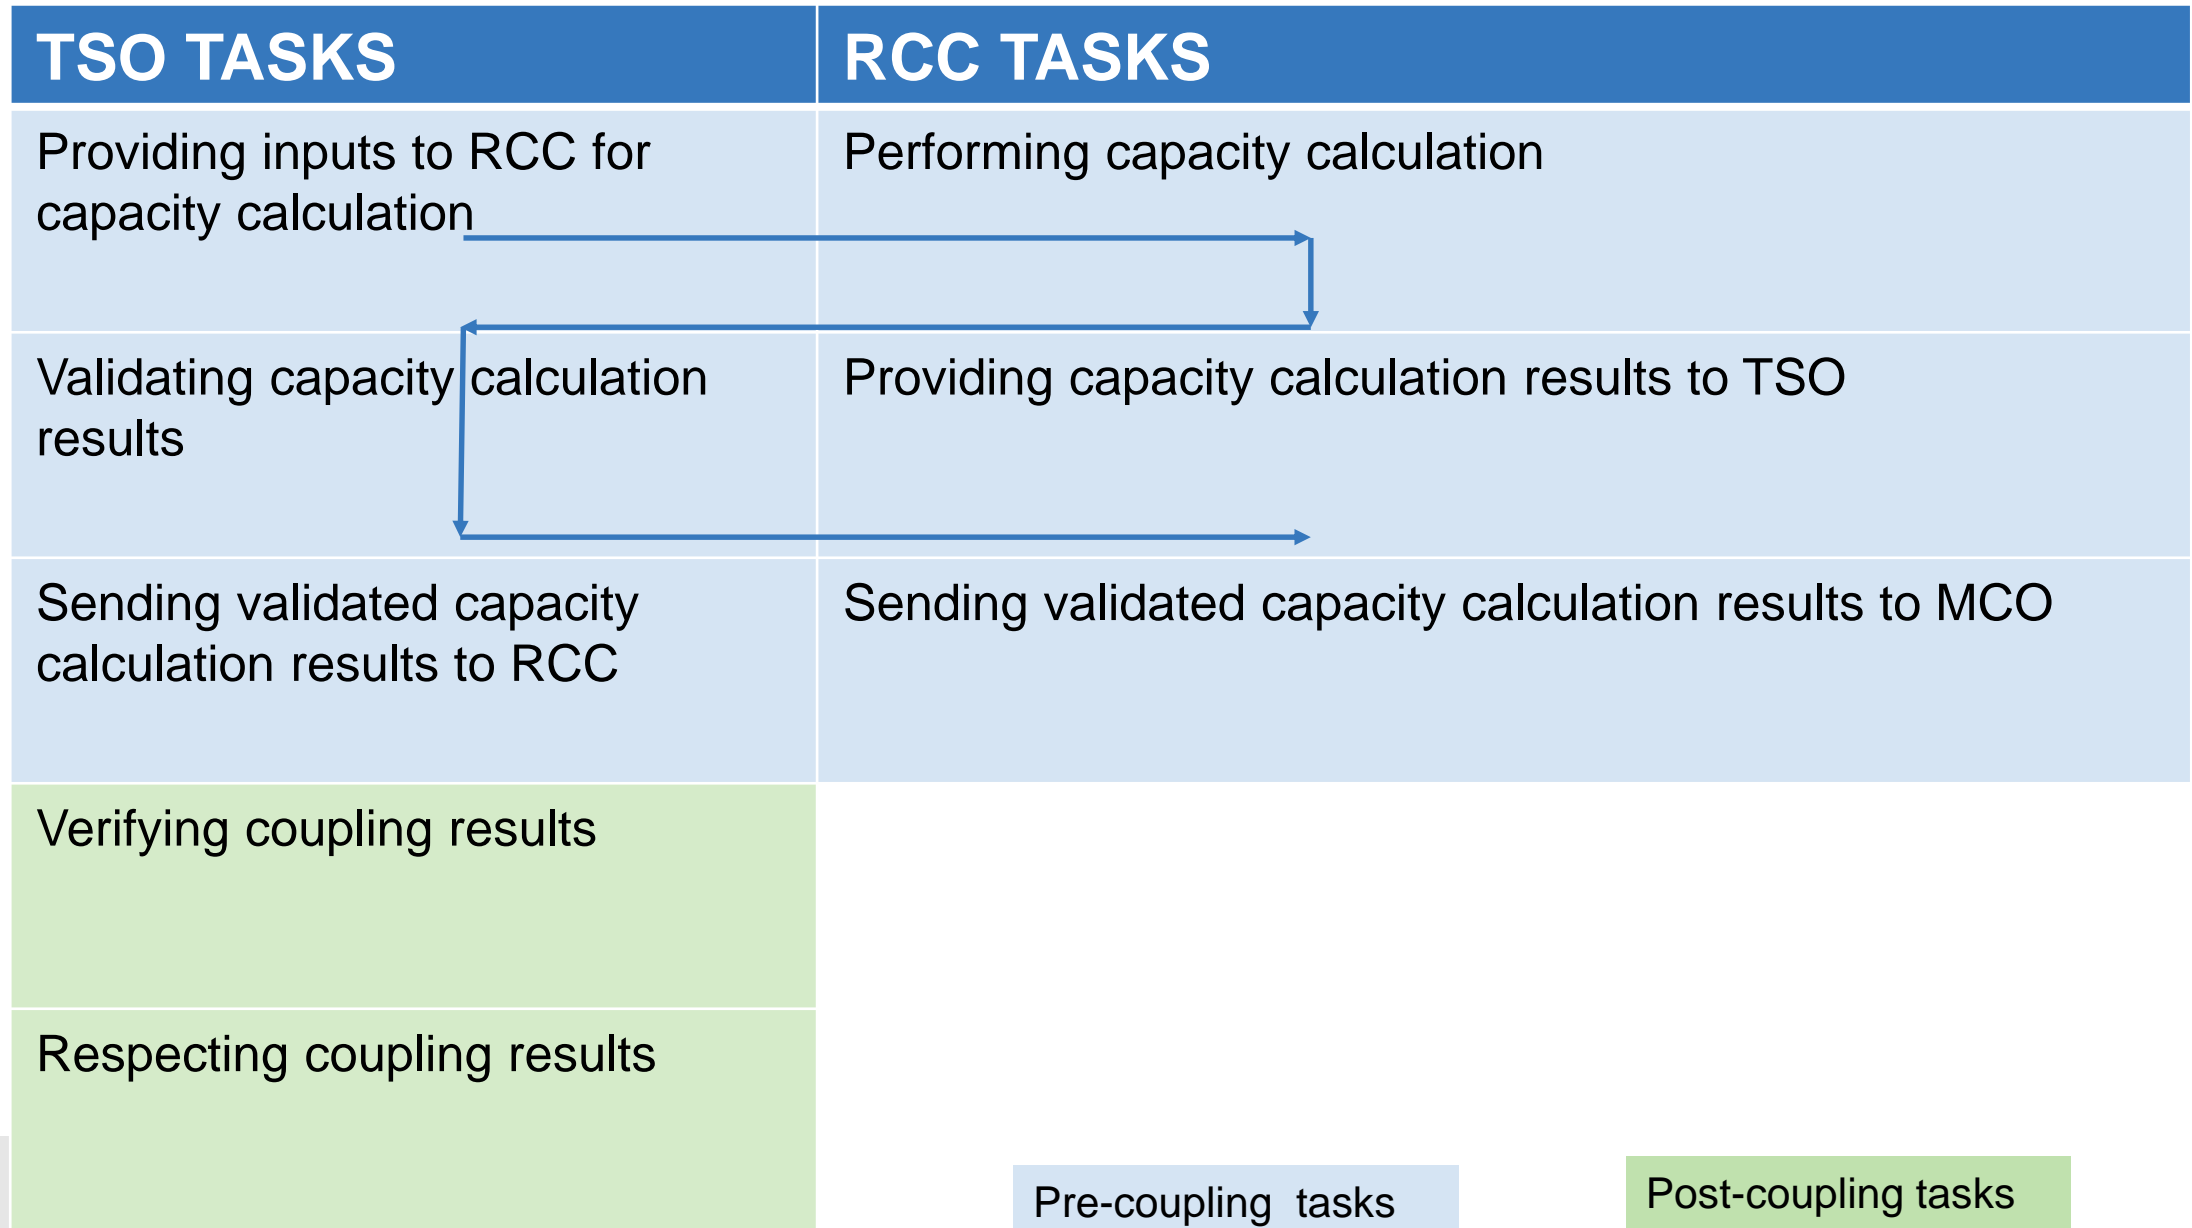 TSO TASKS
RCC TASKS
Providing inputs to RCC for
capacity calculation
Performing capacity calculation
Validating capacity calculation
results
Providing capacity calculation results to TSO
Sending validated capacity
calculation results to RCC
Sending validated capacity calculation results to MCO
Verifying coupling results
Respecting coupling results
Pre-coupling tasks
Post-coupling tasks